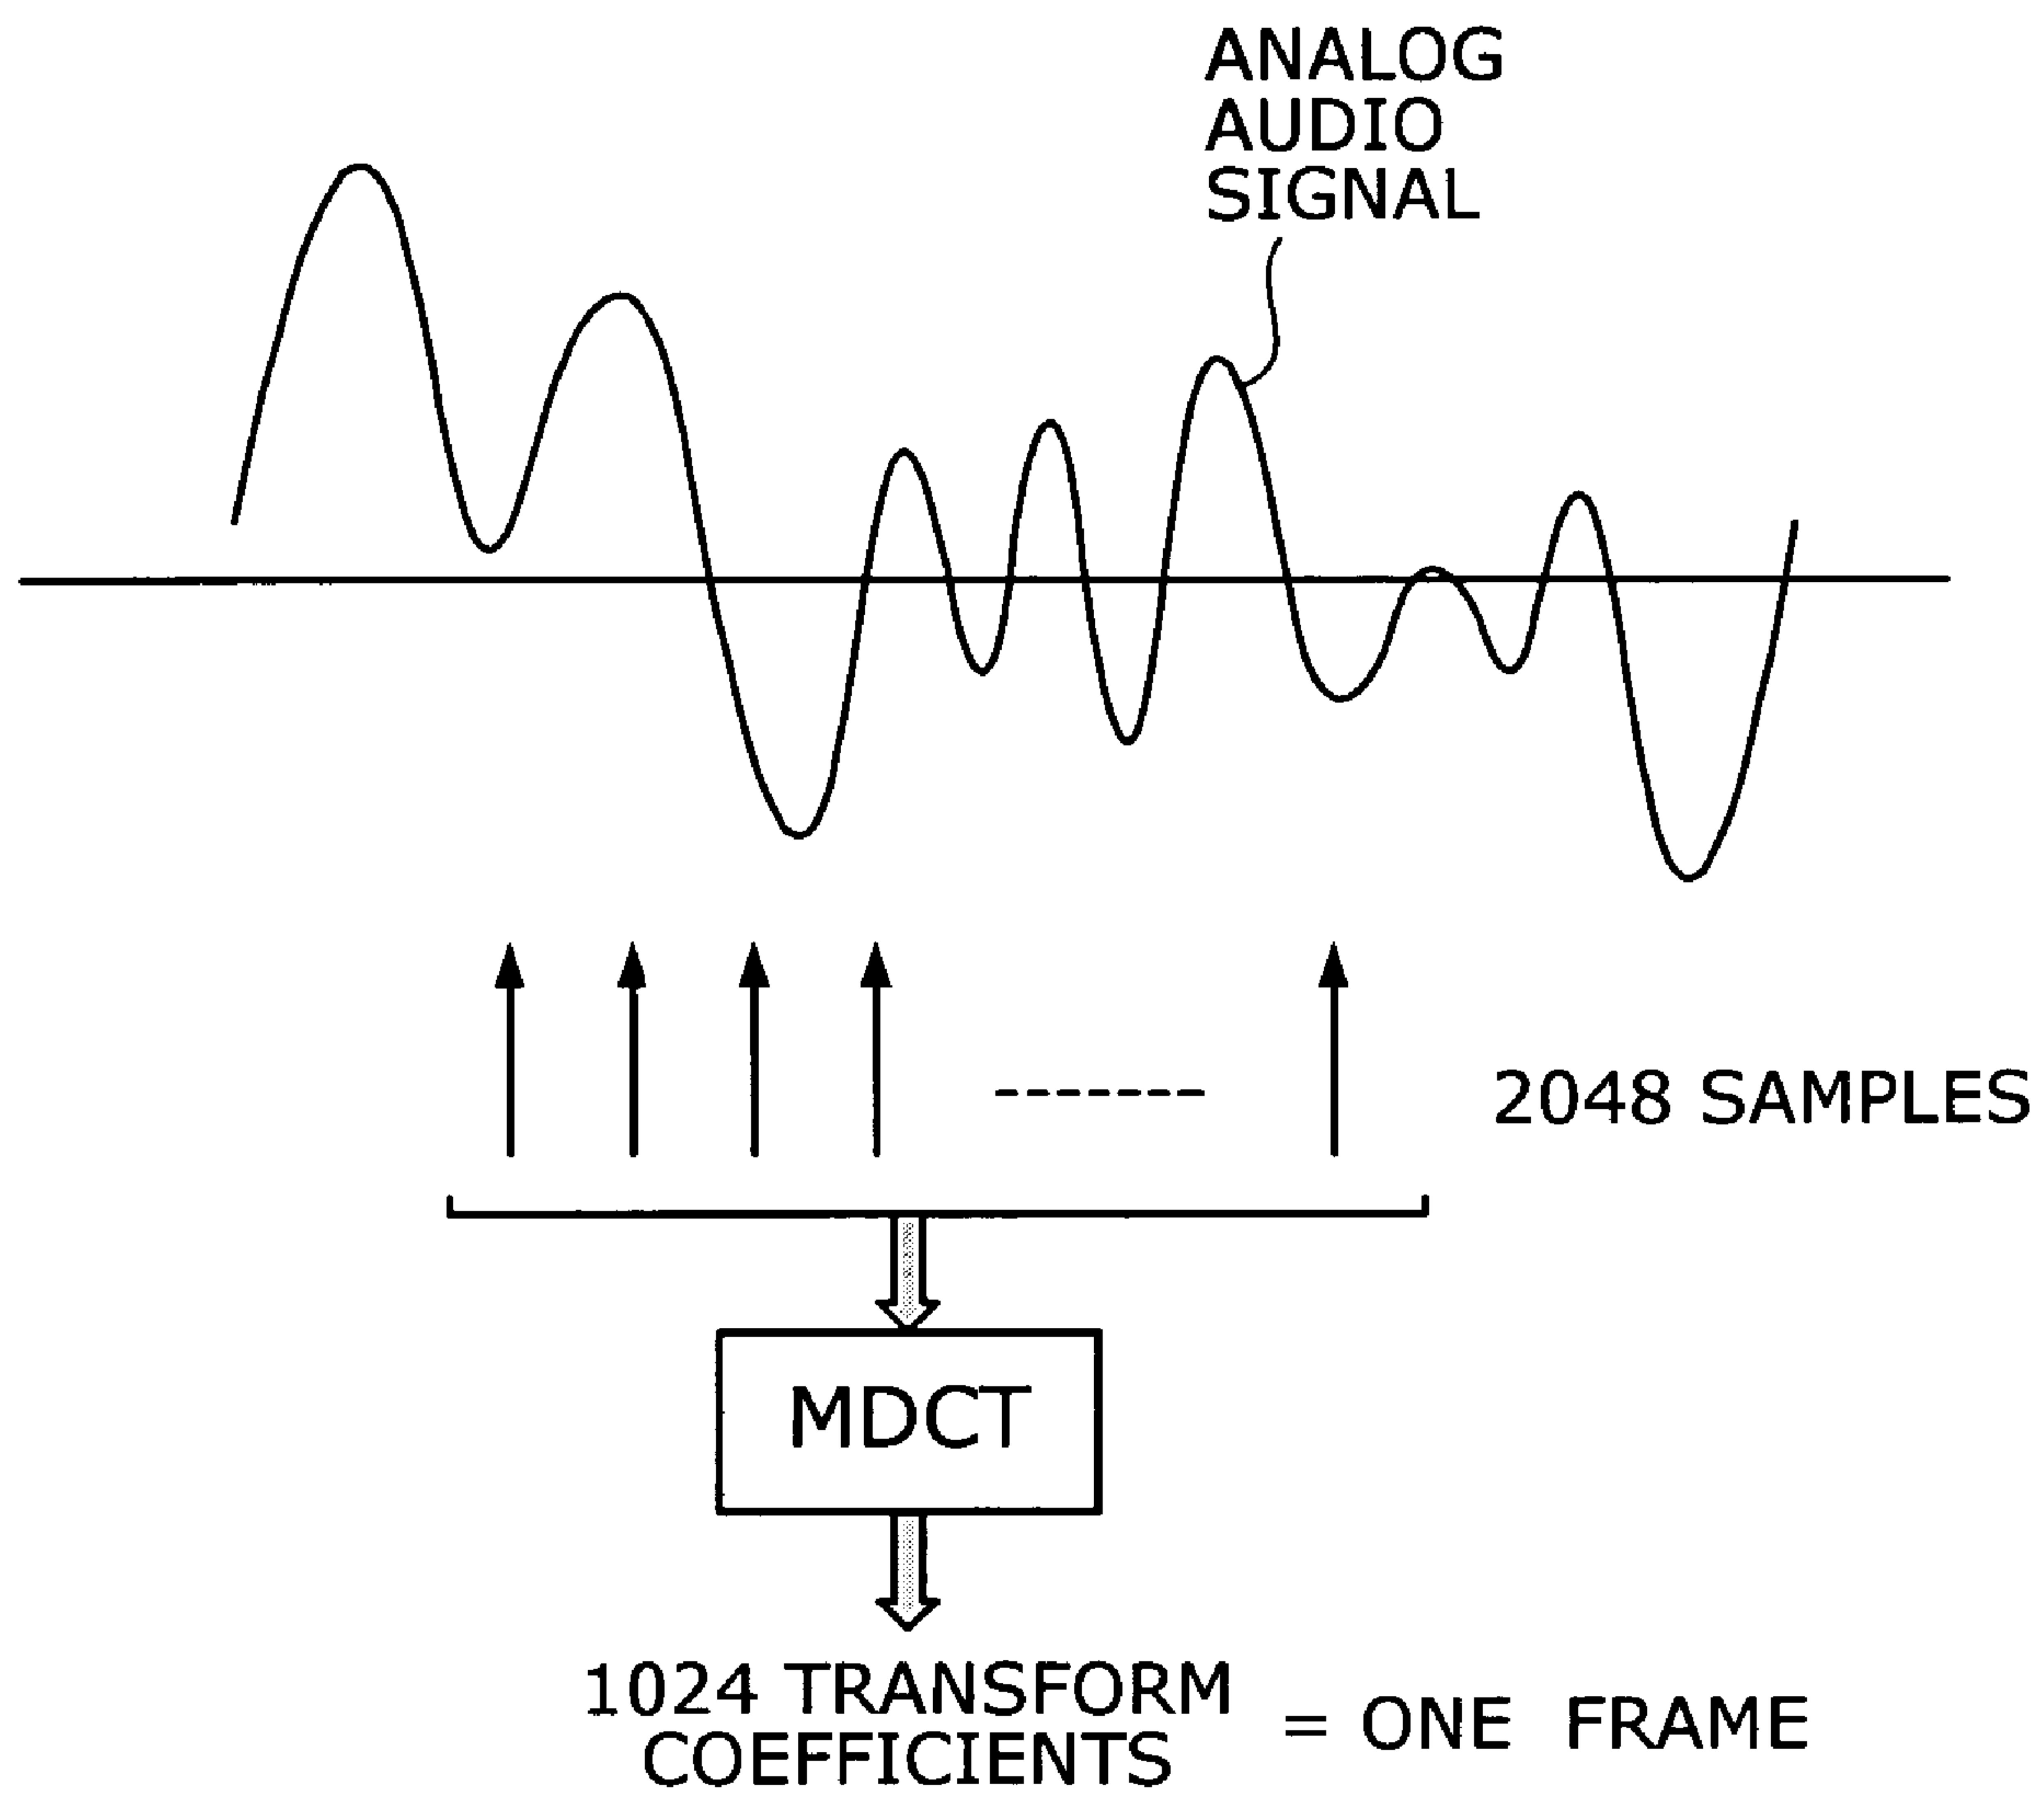 ANALOG
AUDIO
SIGNAL
2048 SAMPLES
MDCT
1024 TRANSFORM
COEFFICIENTS
= ONE FRAME